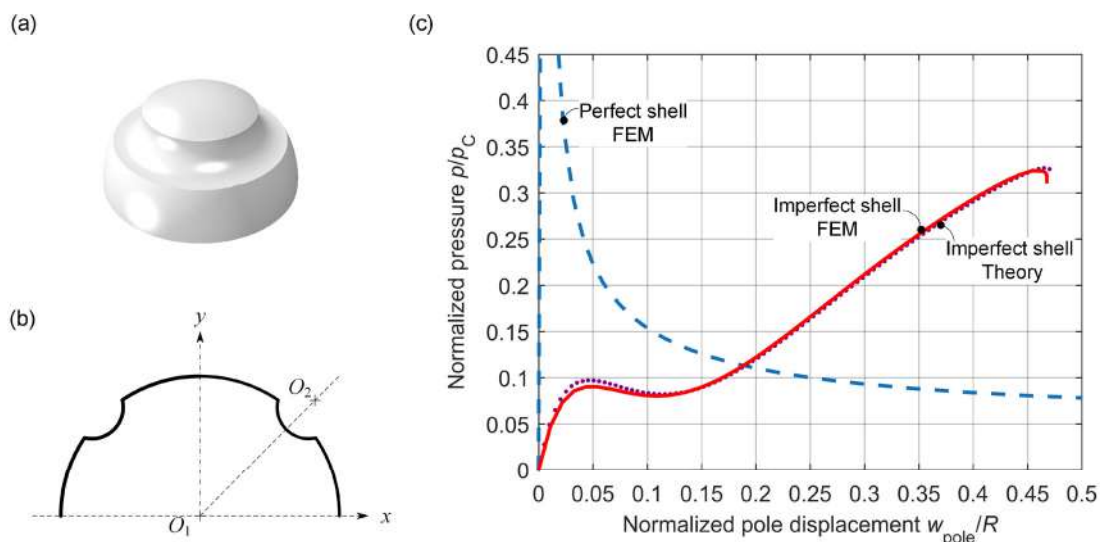 (a)
(b)
y
O2
O1
x
(c)
Normalized pressure p/pC
0.45
0.4
0.35
0.3
0.25
0.2
0.15
0.1
0.05
0
Perfect shell
FEM
Imperfect shell
FEM
Imperfect shell
Theory
0 0.05 0.1 0.15 0.2 0.25 0.3 0.35 0.4 0.45 0.5
Normalized pole displacement wpole/R